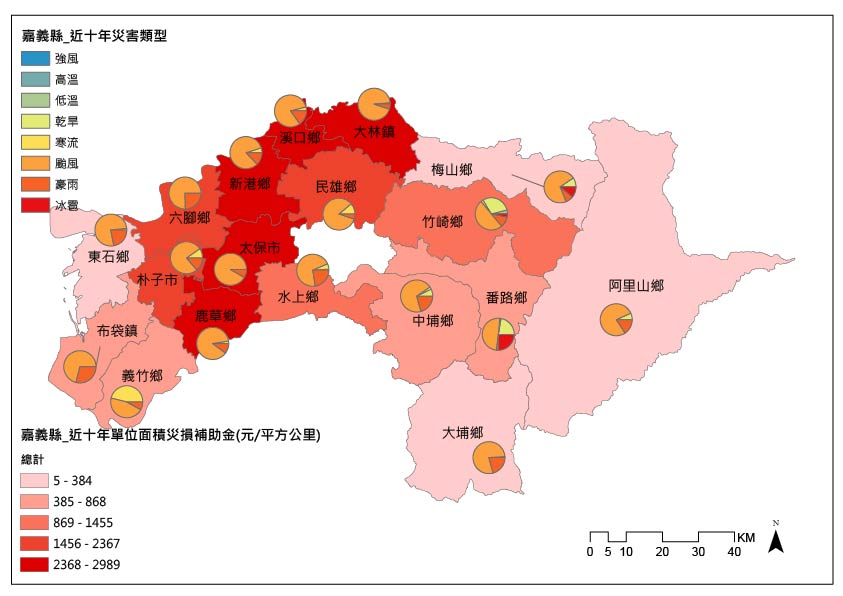 嘉義縣_近十年災害類型
強風
高溫
低溫
乾旱
寒流
颱風
豪雨
冰雹
溪口鄉
大林鎮
梅山鄉
新港鄉
民雄鄉
六腳鄉
竹崎鄉
東石鄉
太保市
朴子市
水上鄉
番路鄉
阿里山鄉
鹿草鄉
中埔鄉
布袋鎮
義竹鄉
大埔鄉
嘉義縣_近十年單位面積災損補助金(元/平方公里)
總計
5 - 384
385 - 868
869 - 1455
1456 - 2367
2368 - 2989
N
KM
0 5 10 20 30 40